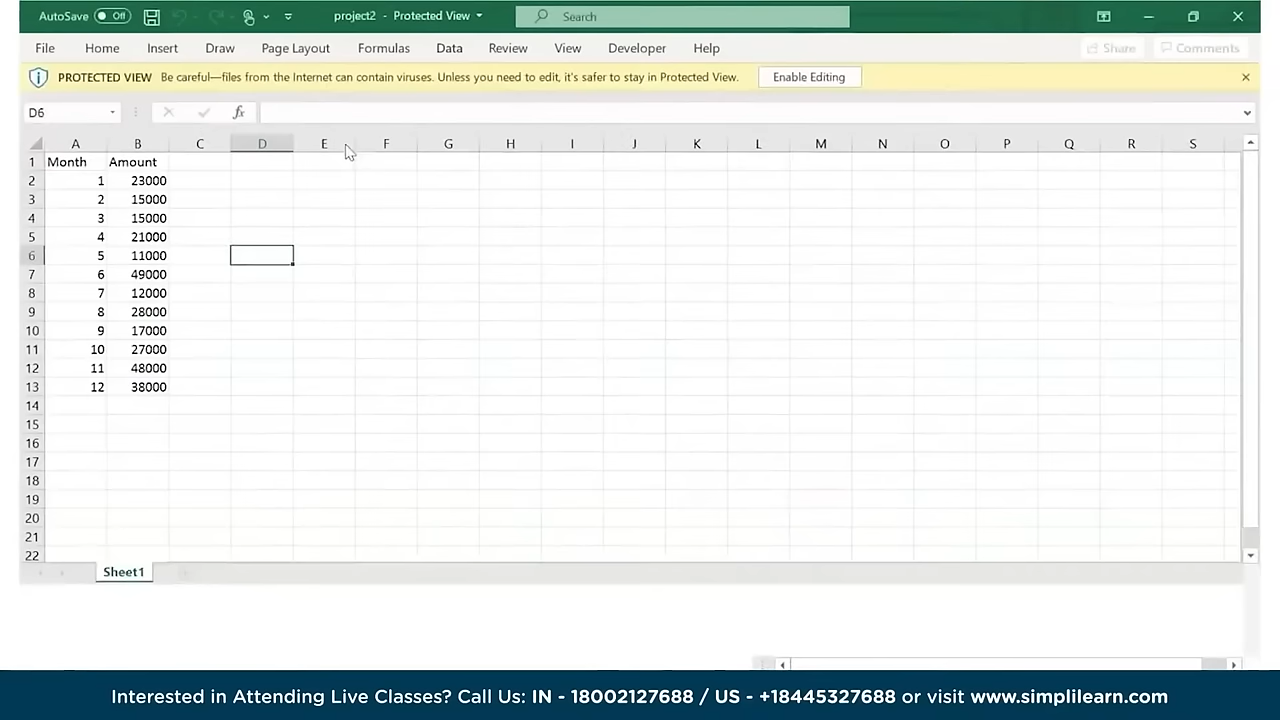 AutoSave Off project2 - Protected View Search
File Home Insert Draw Page Layout Formulas Data Review View Developer Help Share Comments
PROTECTED VIEW Be careful—files from the Internet can contain viruses. Unless you need to edit, it's safer to stay in Protected View. Enable Editing
D6 fx
A B C D E F G H I J K L M N O P Q R S
1 Month Amount
2 1 23000
3 2 15000
4 3 15000
5 4 21000
6 5 11000
7 6 49000
8 7 12000
9 8 28000
10 9 17000
11 10 27000
12 11 48000
13 12 38000
14
15
16
17
18
19
20
21
22
Sheet1
Interested in Attending Live Classes? Call Us: IN - 18002127688 / US - +18445327688 or visit www.simplilearn.com